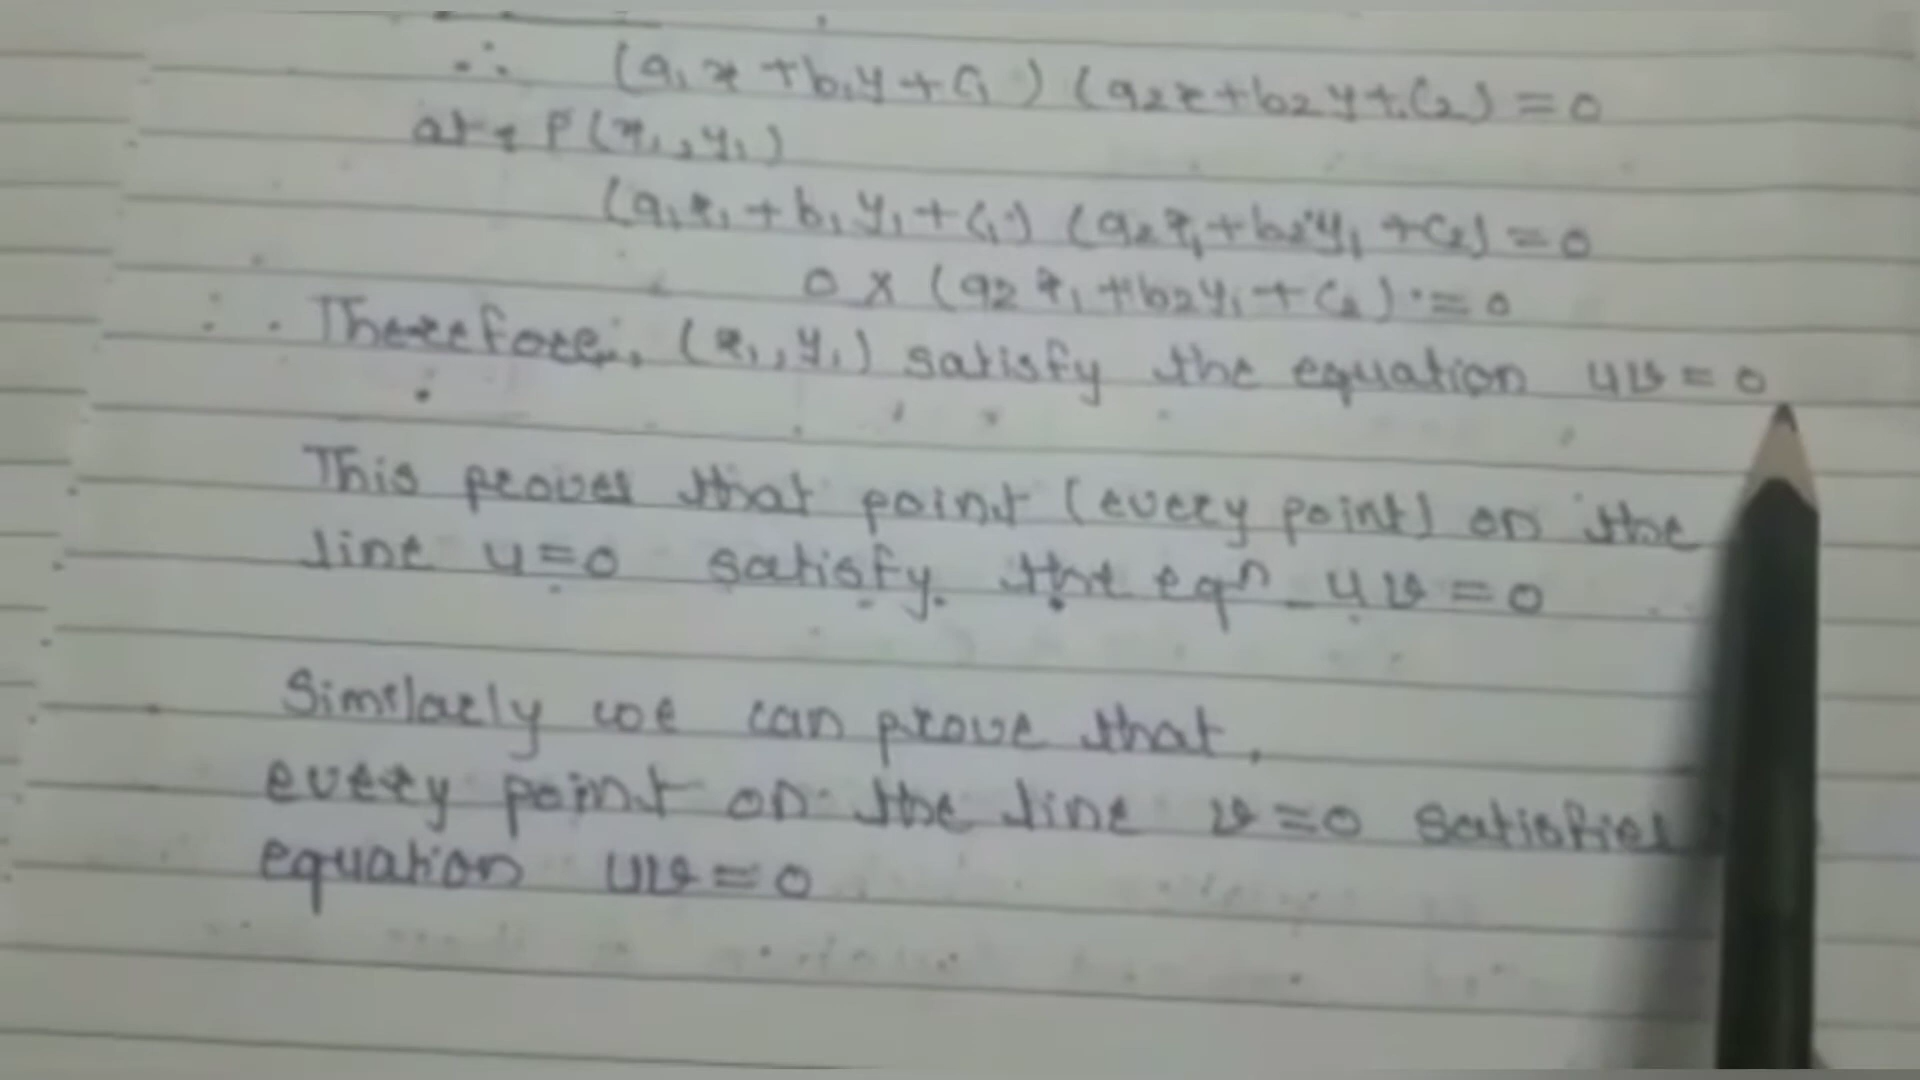 ∴ (a₁x + b₁y + c₁) (a₂x + b₂y + c₂) = 0
at P(x₁, y₁)
(a₁x₁ + b₁y₁ + c₁) (a₂x₁ + b₂y₁ + c₂) = 0
0 × (a₂x₁ + b₂y₁ + c₂) = 0
Therefore, (x₁, y₁) satisfy the equation uv = 0
This proves that point (every point) on the
line u = 0 satisfy the eqⁿ uv = 0
Similarly we can prove that,
every point on the line v = 0 satisfies
equation uv = 0